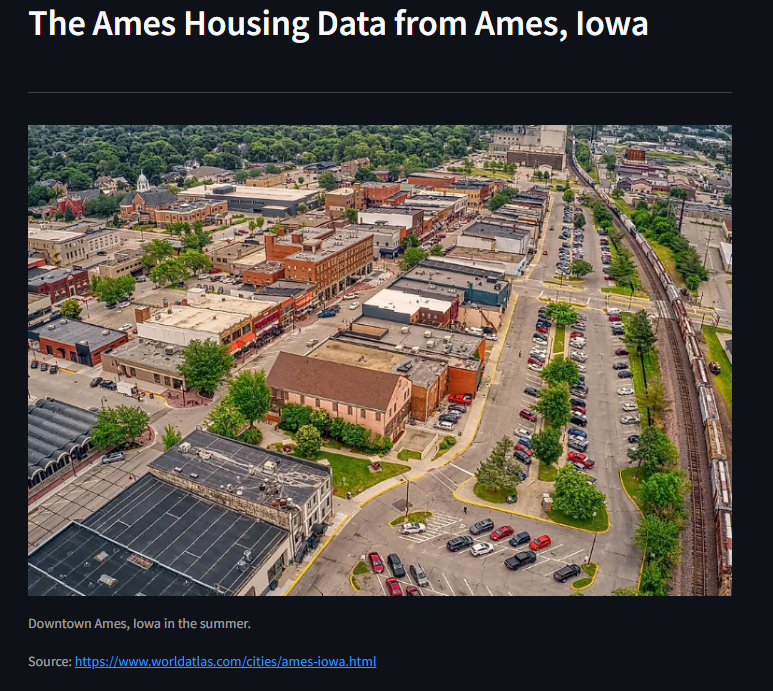 The Ames Housing Data from Ames, Iowa
Downtown Ames, Iowa in the summer.
Source: https://www.worldatlas.com/cities/ames-iowa.html